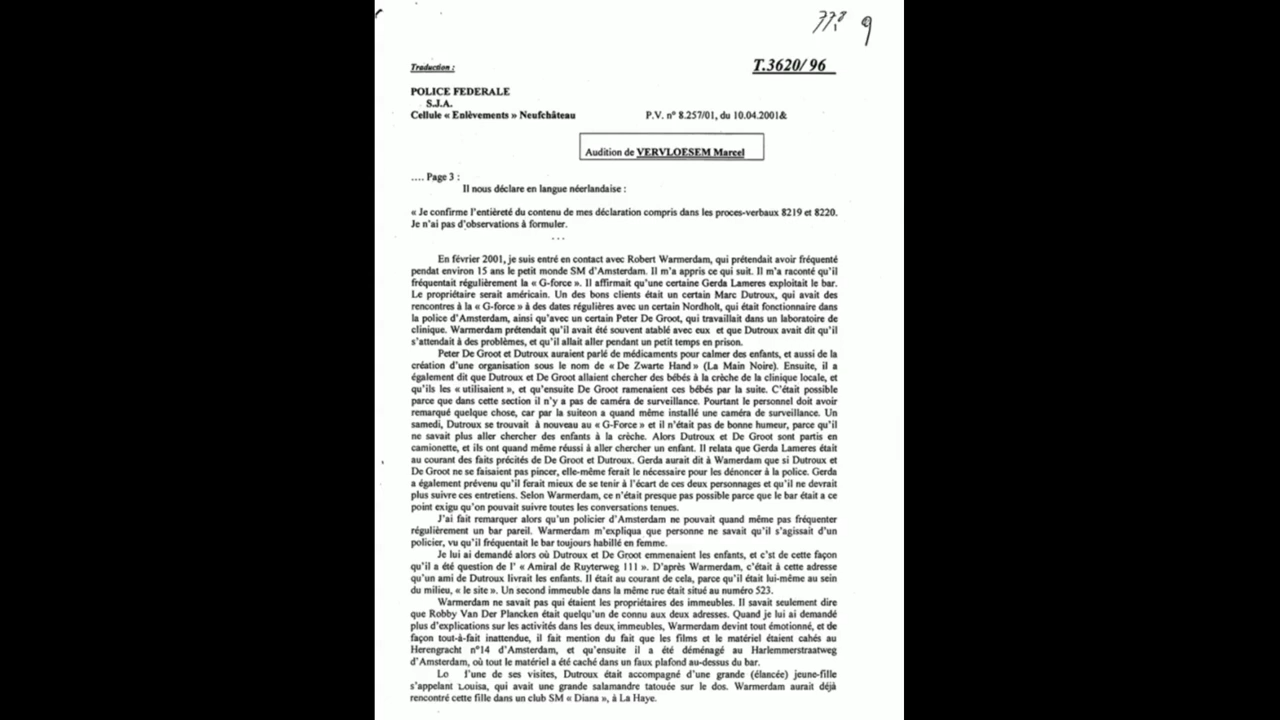 77,8 9
Traduction :
T.3620/ 96
POLICE FEDERALE
S.J.A.
Cellule « Enlèvements » Neufchâteau
P.V. n° 8.257/01, du 10.04.2001&
Audition de VERVLOESEM Marcel
.... Page 3 :
Il nous déclare en langue néerlandaise :
« Je confirme l'entièreté du contenu de mes déclaration compris dans les proces-verbaux 8219 et 8220.
Je n'ai pas d'observations à formuler.
...
En février 2001, je suis entré en contact avec Robert Warmerdam, qui prétendait avoir fréquenté
pendat environ 15 ans le petit monde SM d'Amsterdam. Il m'a appris ce qui suit. Il m'a raconté qu'il
fréquentait régulièrement la « G-force ». Il affirmait qu'une certaine Gerda Lameres exploitait le bar.
Le propriétaire serait américain. Un des bons clients était un certain Marc Dutroux, qui avait des
rencontres à la « G-force » à des dates régulières avec un certain Nordholt, qui était fonctionnaire dans
la police d'Amsterdam, ainsi qu'avec un certain Peter De Groot, qui travaillait dans un laboratoire de
clinique. Warmerdam prétendait qu'il avait été souvent atablé avec eux et que Dutroux avait dit qu'il
s'attendait à des problèmes, et qu'il allait aller pendant un petit temps en prison.
Peter De Groot et Dutroux auraient parlé de médicaments pour calmer des enfants, et aussi de la
création d'une organisation sous le nom de « De Zwarte Hand » (La Main Noire). Ensuite, il a
également dit que Dutroux et De Groot allaient chercher des bébés à la crèche de la clinique locale, et
qu'ils les « utilisaient », et qu'ensuite De Groot ramenaient ces bébés par la suite. C'était possible
parce que dans cette section il n'y a pas de caméra de surveillance. Pourtant le personnel doit avoir
remarqué quelque chose, car par la suiteon a quand même installé une caméra de surveillance. Un
samedi, Dutroux se trouvait à nouveau au « G-Force » et il n'était pas de bonne humeur, parce qu'il
ne savait plus aller chercher des enfants à la crèche. Alors Dutroux et De Groot sont partis en
camionette, et ils ont quand même réussi à aller chercher un enfant. Il relata que Gerda Lameres était
au courant des faits précités de De Groot et Dutroux. Gerda aurait dit à Wamerdam que si Dutroux et
De Groot ne se faisaient pas pincer, elle-même ferait le nécessaire pour les dénoncer à la police. Gerda
a également prévenu qu'il ferait mieux de se tenir à l'écart de ces deux personnages et qu'il ne devrait
plus suivre ces entretiens. Selon Warmerdam, ce n'était presque pas possible parce que le bar était a ce
point exigu qu'on pouvait suivre toutes les conversations tenues.
J'ai fait remarquer alors qu'un policier d'Amsterdam ne pouvait quand même pas fréquenter
régulièrement un bar pareil. Warmerdam m'expliqua que personne ne savait qu'il s'agissait d'un
policier, vu qu'il fréquentait le bar toujours habillé en femme.
Je lui ai demandé alors où Dutroux et De Groot emmenaient les enfants, et c'st de cette façon
qu'il a été question de l' « Amiral de Ruyterweg 111 ». D'après Warmerdam, c'était à cette adresse
qu'un ami de Dutroux livrait les enfants. Il était au courant de cela, parce qu'il était lui-même au sein
du milieu, « le site ». Un second immeuble dans la même rue était situé au numéro 523.
Warmerdam ne savait pas qui étaient les propriétaires des immeubles. Il savait seulement dire
que Robby Van Der Plancken était quelqu'un de connu aux deux adresses. Quand je lui ai demandé
plus d'explications sur les activités dans les deux immeubles, Warmerdam devint tout émotionné, et de
façon tout-à-fait inattendue, il fait mention du fait que les films et le matériel étaient cahés au
Herengracht n°14 d'Amsterdam, et qu'ensuite il a été déménagé au Harlemmerstraatweg
d'Amsterdam, où tout le matériel a été caché dans un faux plafond au-dessus du bar.
Lo l'une de ses visites, Dutroux était accompagné d'une grande (élancée) jeune-fille
s'appelant Louisa, qui avait une grande salamandre tatouée sur le dos. Warmerdam aurait déjà
rencontré cette fille dans un club SM « Diana », à La Haye.